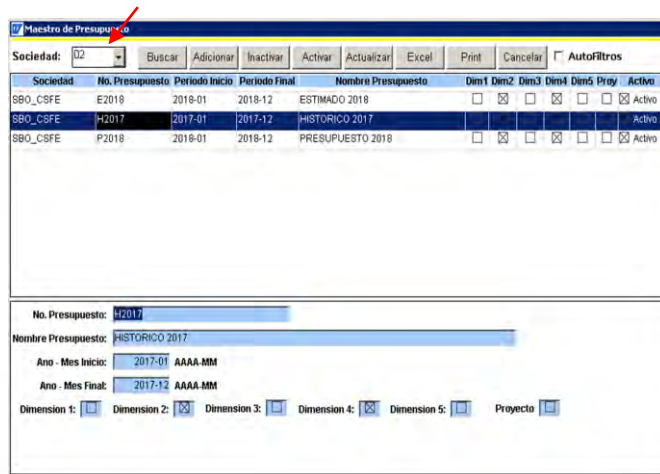 Maestro de Presupuesto
Sociedad: 02 Buscar Adicionar Inactivar Activar Actualizar Excel Print Cancelar AutoFiltros
Sociedad No. Presupuesto Periodo Inicio Periodo Final Nombre Presupuesto Dim1 Dim2 Dim3 Dim4 Dim5 Proy Activo
SBO_CSFE E2018 2018-01 2018-12 ESTIMADO 2018 Activo
SBO_CSFE H2017 2017-01 2017-12 HISTORICO 2017 Activo
SBO_CSFE P2018 2018-01 2018-12 PRESUPUESTO 2018 Activo
No. Presupuesto: H2017
Nombre Presupuesto: HISTORICO 2017
Ano - Mes Inicio: 2017-01 AAAA-MM
Ano - Mes Final: 2017-12 AAAA-MM
Dimension 1: Dimension 2: Dimension 3: Dimension 4: Dimension 5: Proyecto